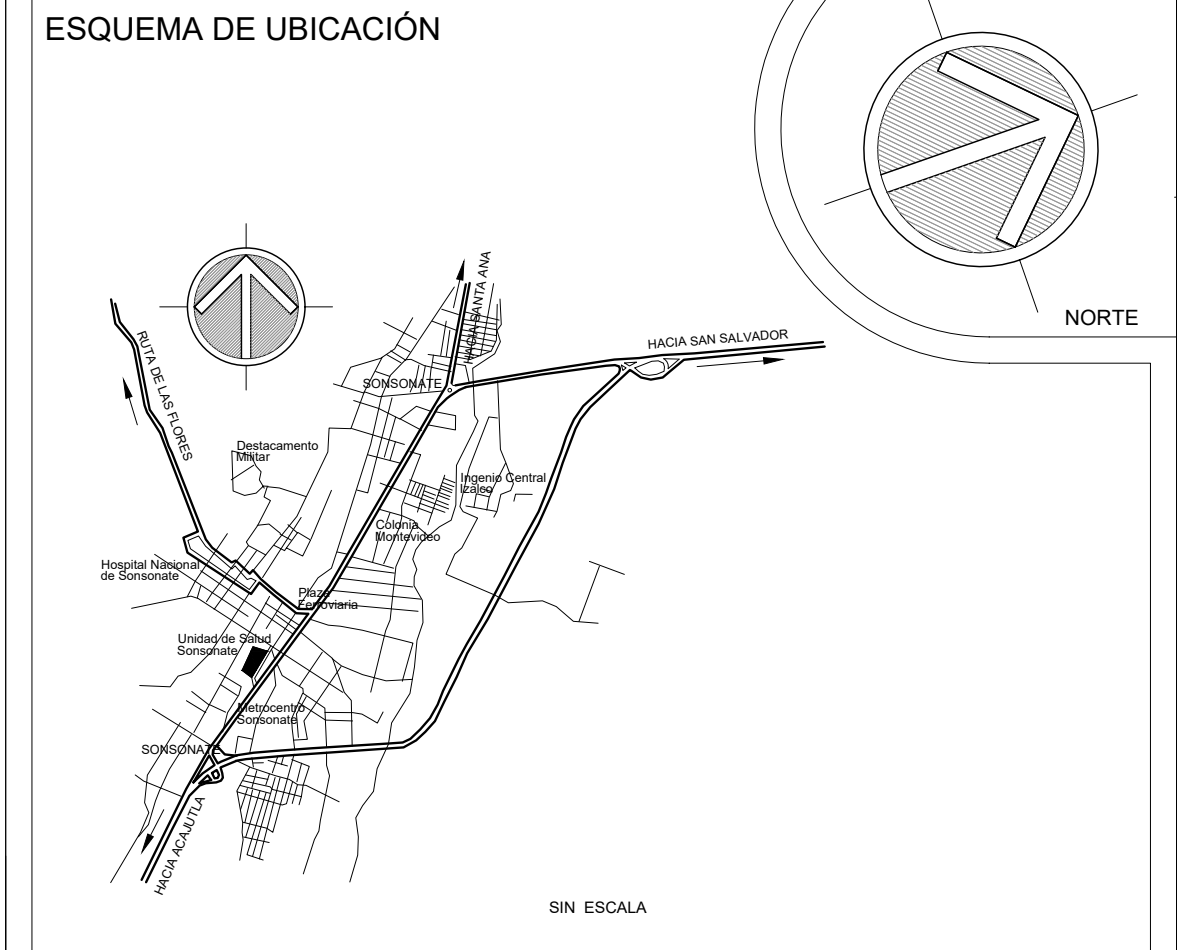 ESQUEMA DE UBICACIÓN
NORTE
HACIA SANTA ANA
HACIA SAN SALVADOR
RUTA DE LAS FLORES
SONSONATE
Destacamento
Militar
Ingenio Central
Izalco
Colonia
Montevideo
Hospital Nacional
de Sonsonate
Plaza
Ferroviaria
Unidad de Salud
Sonsonate
Metrocentro
Sonsonate
SONSONATE
HACIA ACAJUTLA
SIN ESCALA